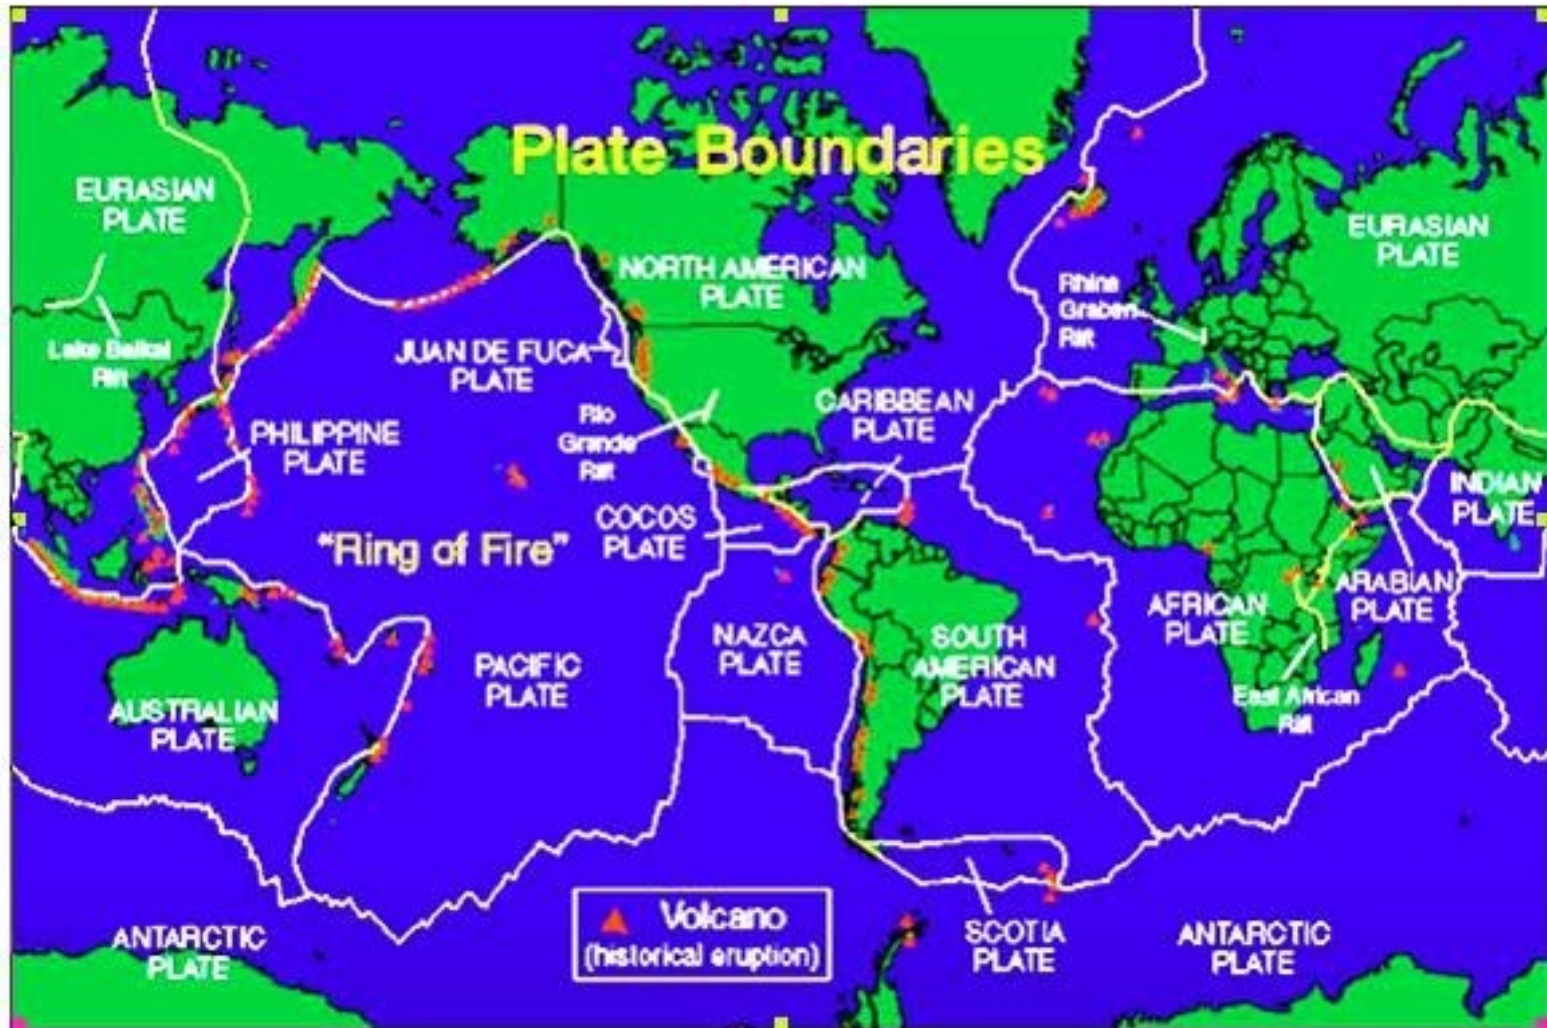 Plate Boundaries
EURASIAN
PLATE
EURASIAN
PLATE
NORTH AMERICAN
PLATE
Rhine
Graben
Rift
Lake Baikal
Rift
JUAN DE FUCA
PLATE
CARIBBEAN
PLATE
Rio
Grande
Rift
PHILIPPINE
PLATE
INDIAN
PLATE
COCOS
PLATE
"Ring of Fire"
ARABIAN
PLATE
AFRICAN
PLATE
NAZCA
PLATE
SOUTH
AMERICAN
PLATE
PACIFIC
PLATE
East African
Rift
AUSTRALIAN
PLATE
Volcano
(historical eruption)
SCOTIA
PLATE
ANTARCTIC
PLATE
ANTARCTIC
PLATE